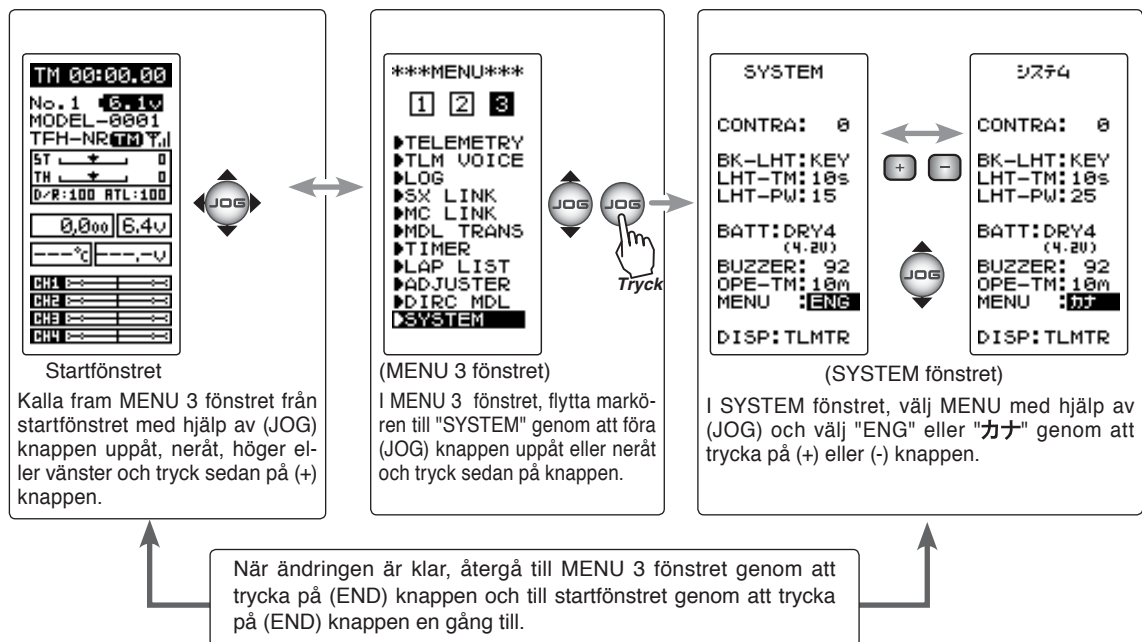 TM 00:00.00
No.1 6.1v
MODEL-0001
TFH-NR TM
ST 0
TH 0
D/R:100 ATL:100
0,000 6.4v
---℃ ---.-v
CH1
CH2
CH3
CH4
JOG
Startfönstret
Kalla fram MENU 3 fönstret från
startfönstret med hjälp av (JOG)
knappen uppåt, neråt, höger el-
ler vänster och tryck sedan på (+)
knappen.
***MENU***
1 2 3
TELEMETRY
TLM VOICE
LOG
SX LINK
MC LINK
MDL TRANS
TIMER
LAP LIST
ADJUSTER
DIRC MDL
SYSTEM
JOG JOG
Tryck
(MENU 3 fönstret)
I MENU 3 fönstret, flytta markö-
ren till "SYSTEM" genom att föra
(JOG) knappen uppåt eller neråt
och tryck sedan på knappen.
SYSTEM
CONTRA: 0
BK-LHT:KEY
LHT-TM:10s
LHT-PW:15
BATT:DRY4
(4.2V)
BUZZER: 92
OPE-TM:10m
MENU :ENG
DISP:TLMTR
+ -
JOG
システム
CONTRA: 0
BK-LHT:KEY
LHT-TM:10s
LHT-PW:25
BATT:DRY4
(4.2V)
BUZZER: 92
OPE-TM:10m
MENU :カナ
DISP:TLMTR
(SYSTEM fönstret)
I SYSTEM fönstret, välj MENU med hjälp av
(JOG) och välj "ENG" eller "カナ" genom att
trycka på (+) eller (-) knappen.
När ändringen är klar, återgå till MENU 3 fönstret genom att
trycka på (END) knappen och till startfönstret genom att trycka
på (END) knappen en gång till.